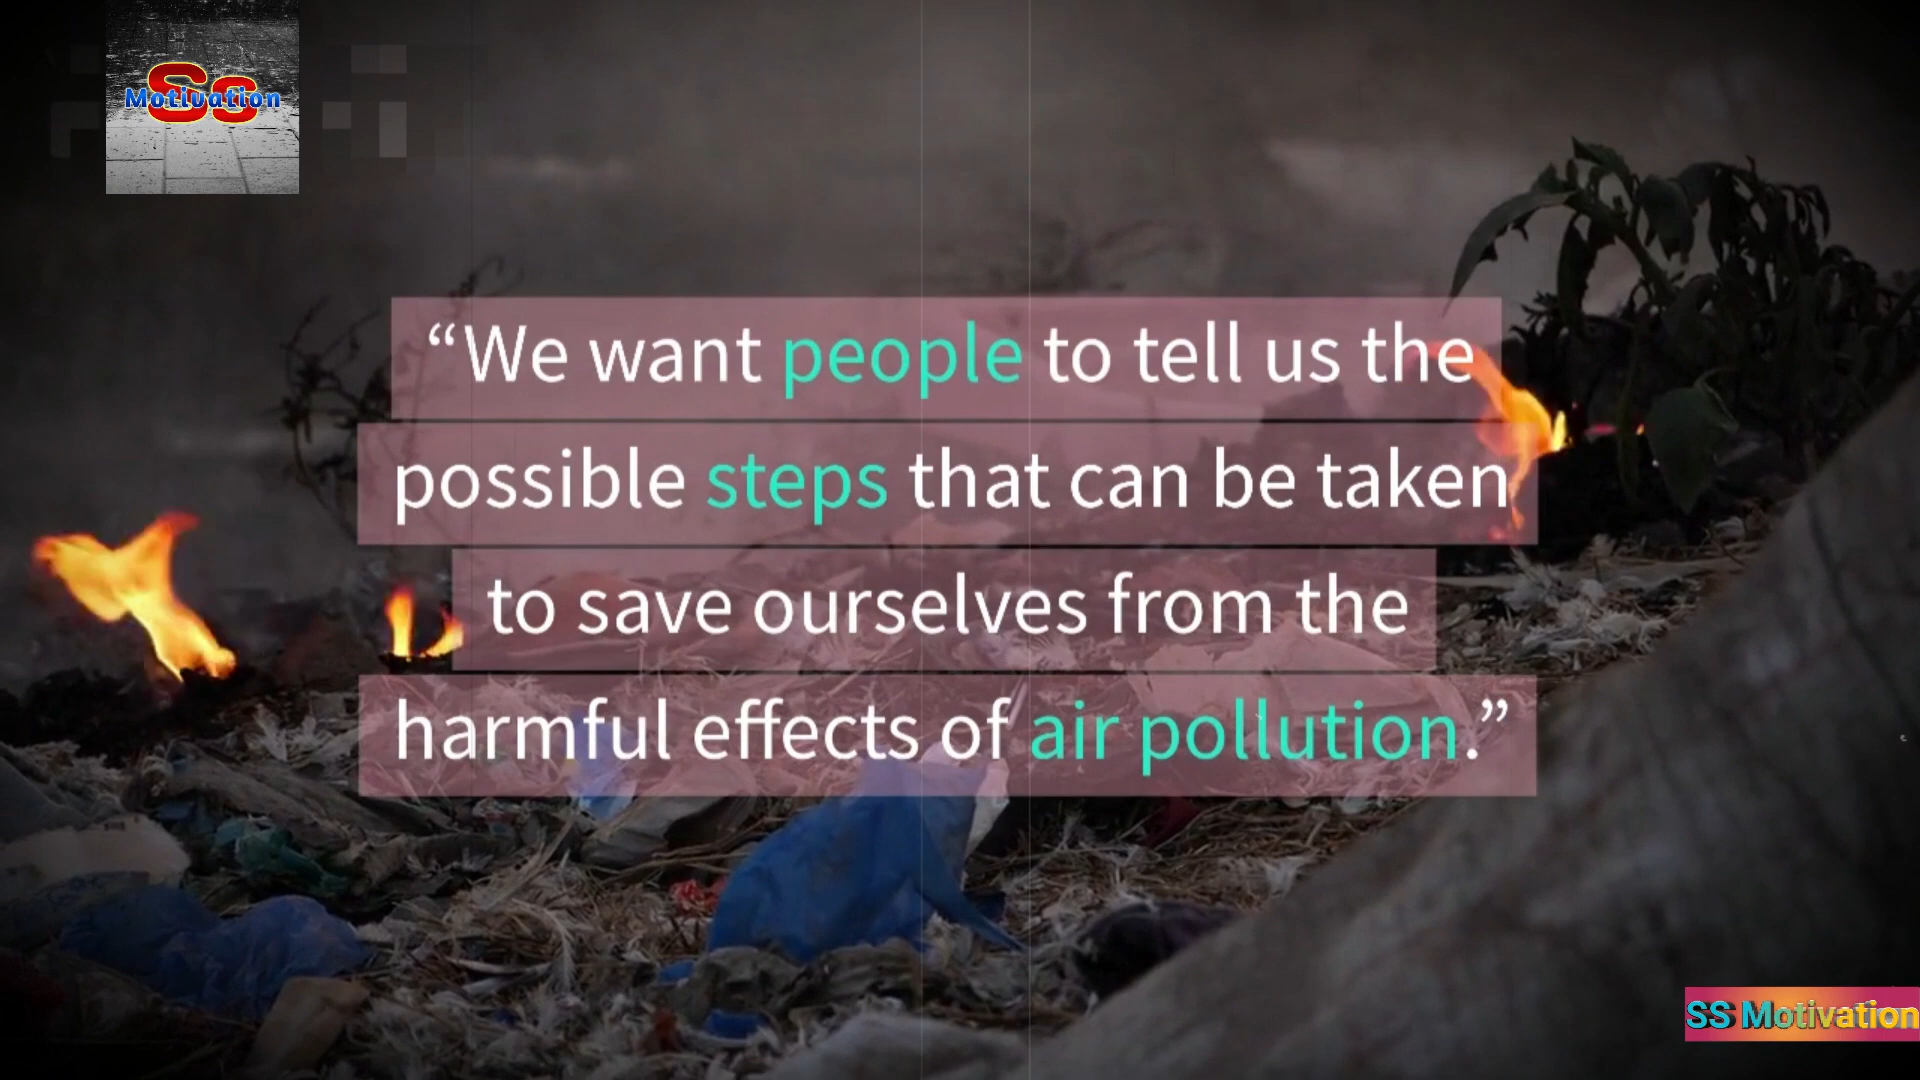 Ss
Motivation
“We want people to tell us the
possible steps that can be taken
to save ourselves from the
harmful effects of air pollution.”
SS Motivation